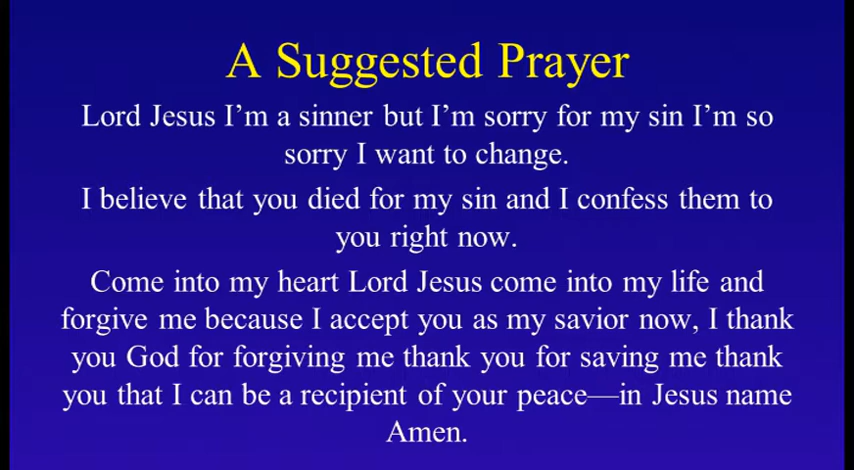 A Suggested Prayer
Lord Jesus I'm a sinner but I'm sorry for my sin I'm so
sorry I want to change.
I believe that you died for my sin and I confess them to
you right now.
Come into my heart Lord Jesus come into my life and
forgive me because I accept you as my savior now, I thank
you God for forgiving me thank you for saving me thank
you that I can be a recipient of your peace—in Jesus name
Amen.